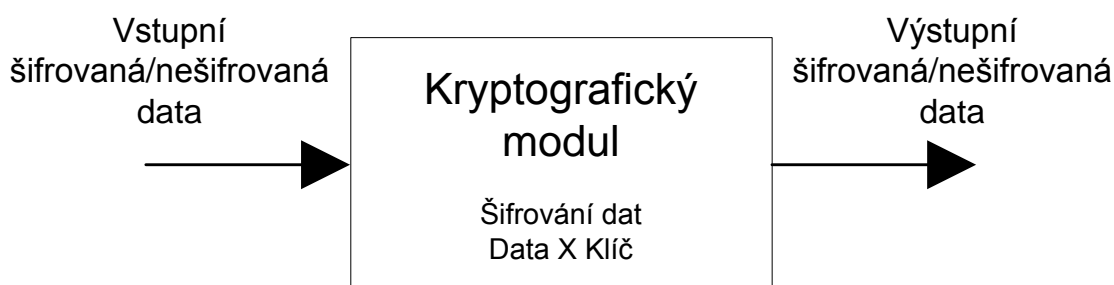 Vstupní
šifrovaná/nešifrovaná
data
Kryptografický
modul
Šifrování dat
Data X Klíč
Výstupní
šifrovaná/nešifrovaná
data